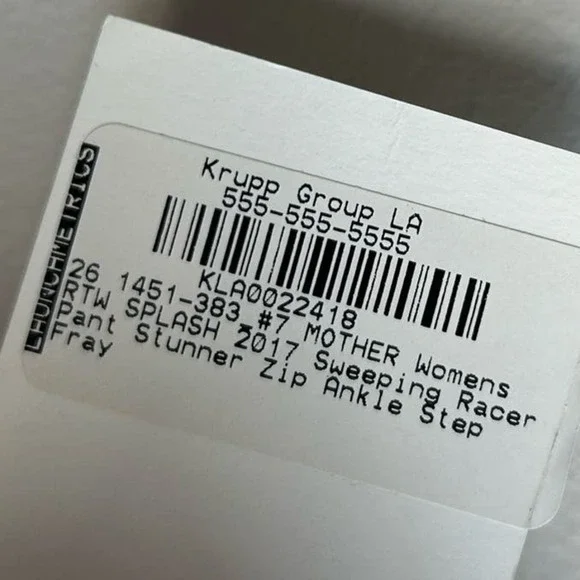 Krupp Group LA
555-555-5555
KLA0022418
26 1451-383 #7 MOTHER Womens
RTW SPLASH 2017 Sweeping Racer
Pant Stunner Zip Ankle Step
Fray
LAUNCHMETRICS